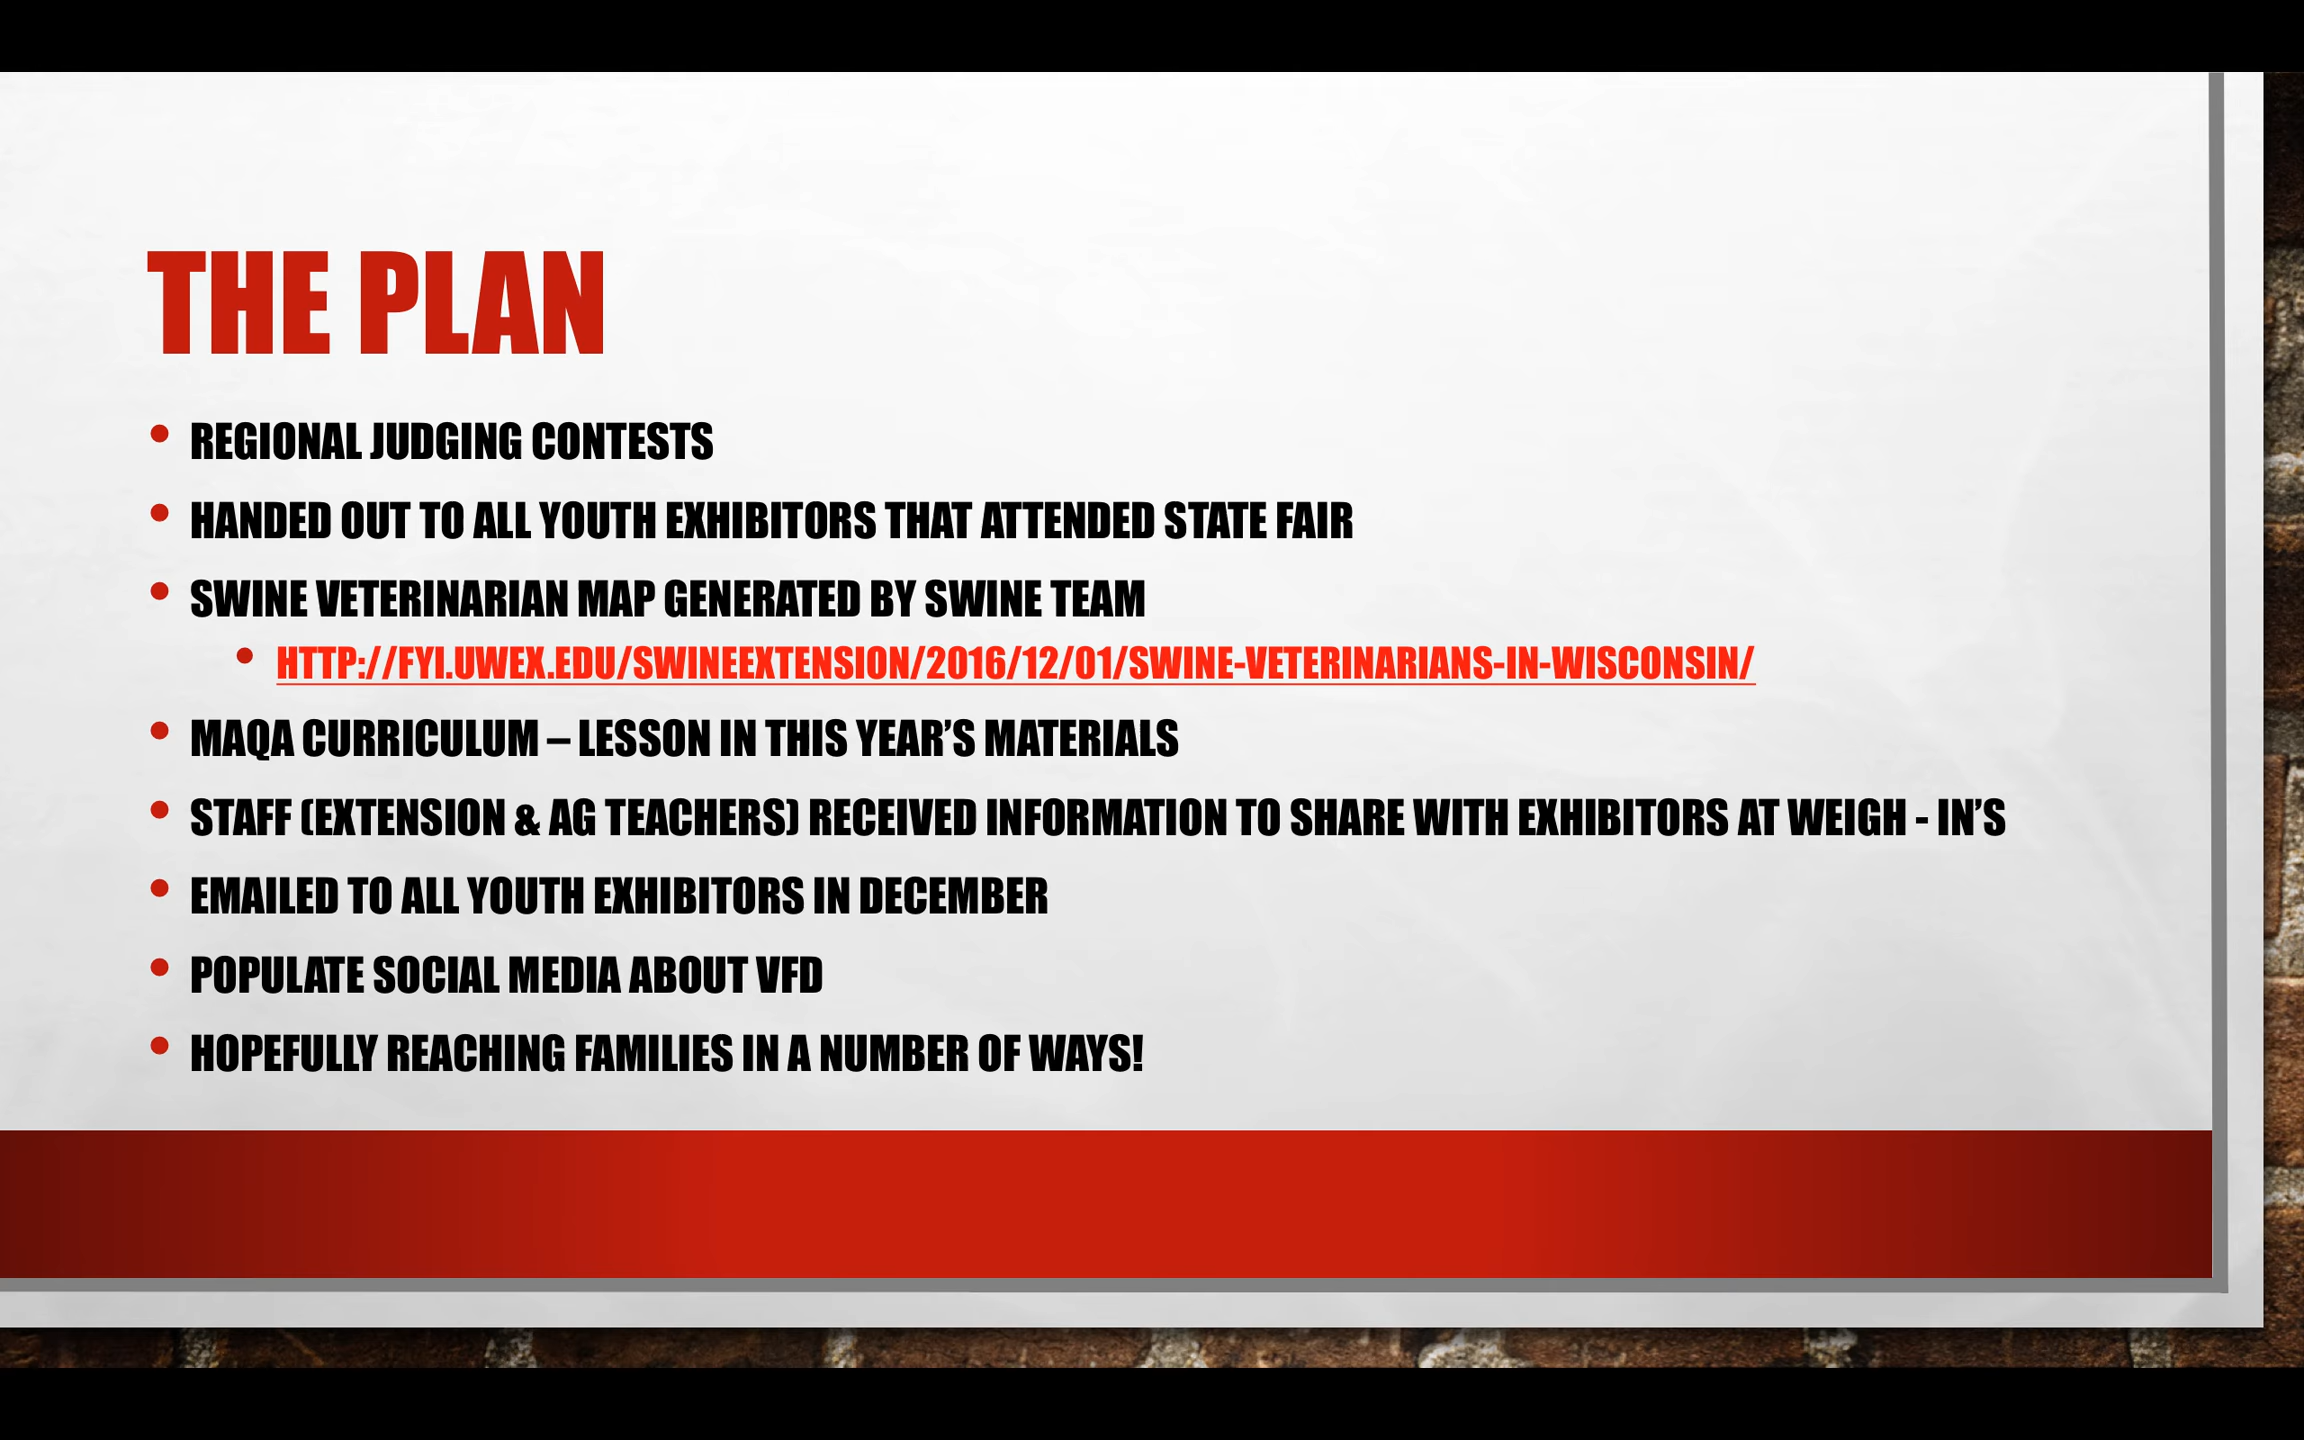 THE PLAN
• REGIONAL JUDGING CONTESTS
• HANDED OUT TO ALL YOUTH EXHIBITORS THAT ATTENDED STATE FAIR
• SWINE VETERINARIAN MAP GENERATED BY SWINE TEAM
• HTTP://FYI.UWEX.EDU/SWINEEXTENSION/2016/12/01/SWINE-VETERINARIANS-IN-WISCONSIN/
• MAQA CURRICULUM – LESSON IN THIS YEAR’S MATERIALS
• STAFF (EXTENSION & AG TEACHERS) RECEIVED INFORMATION TO SHARE WITH EXHIBITORS AT WEIGH - IN’S
• EMAILED TO ALL YOUTH EXHIBITORS IN DECEMBER
• POPULATE SOCIAL MEDIA ABOUT VFD
• HOPEFULLY REACHING FAMILIES IN A NUMBER OF WAYS!